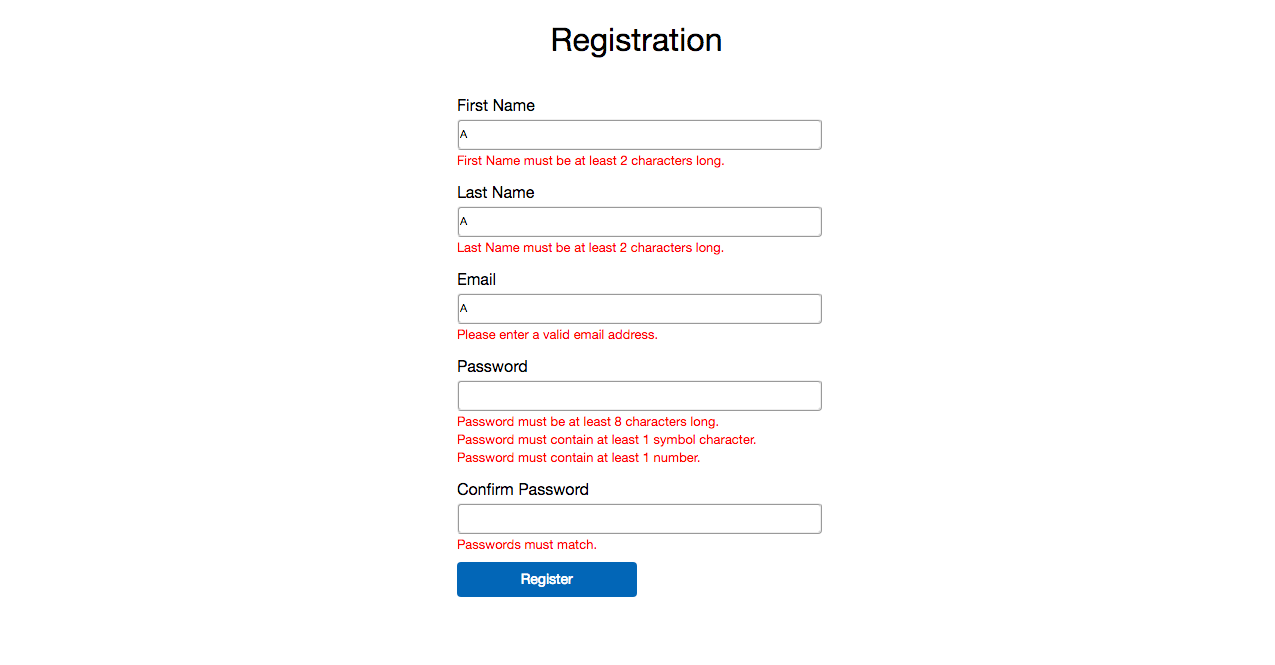 Registration
First Name
A
First Name must be at least 2 characters long.
Last Name
A
Last Name must be at least 2 characters long.
Email
A
Please enter a valid email address.
Password
Password must be at least 8 characters long.
Password must contain at least 1 symbol character.
Password must contain at least 1 number.
Confirm Password
Passwords must match.
Register